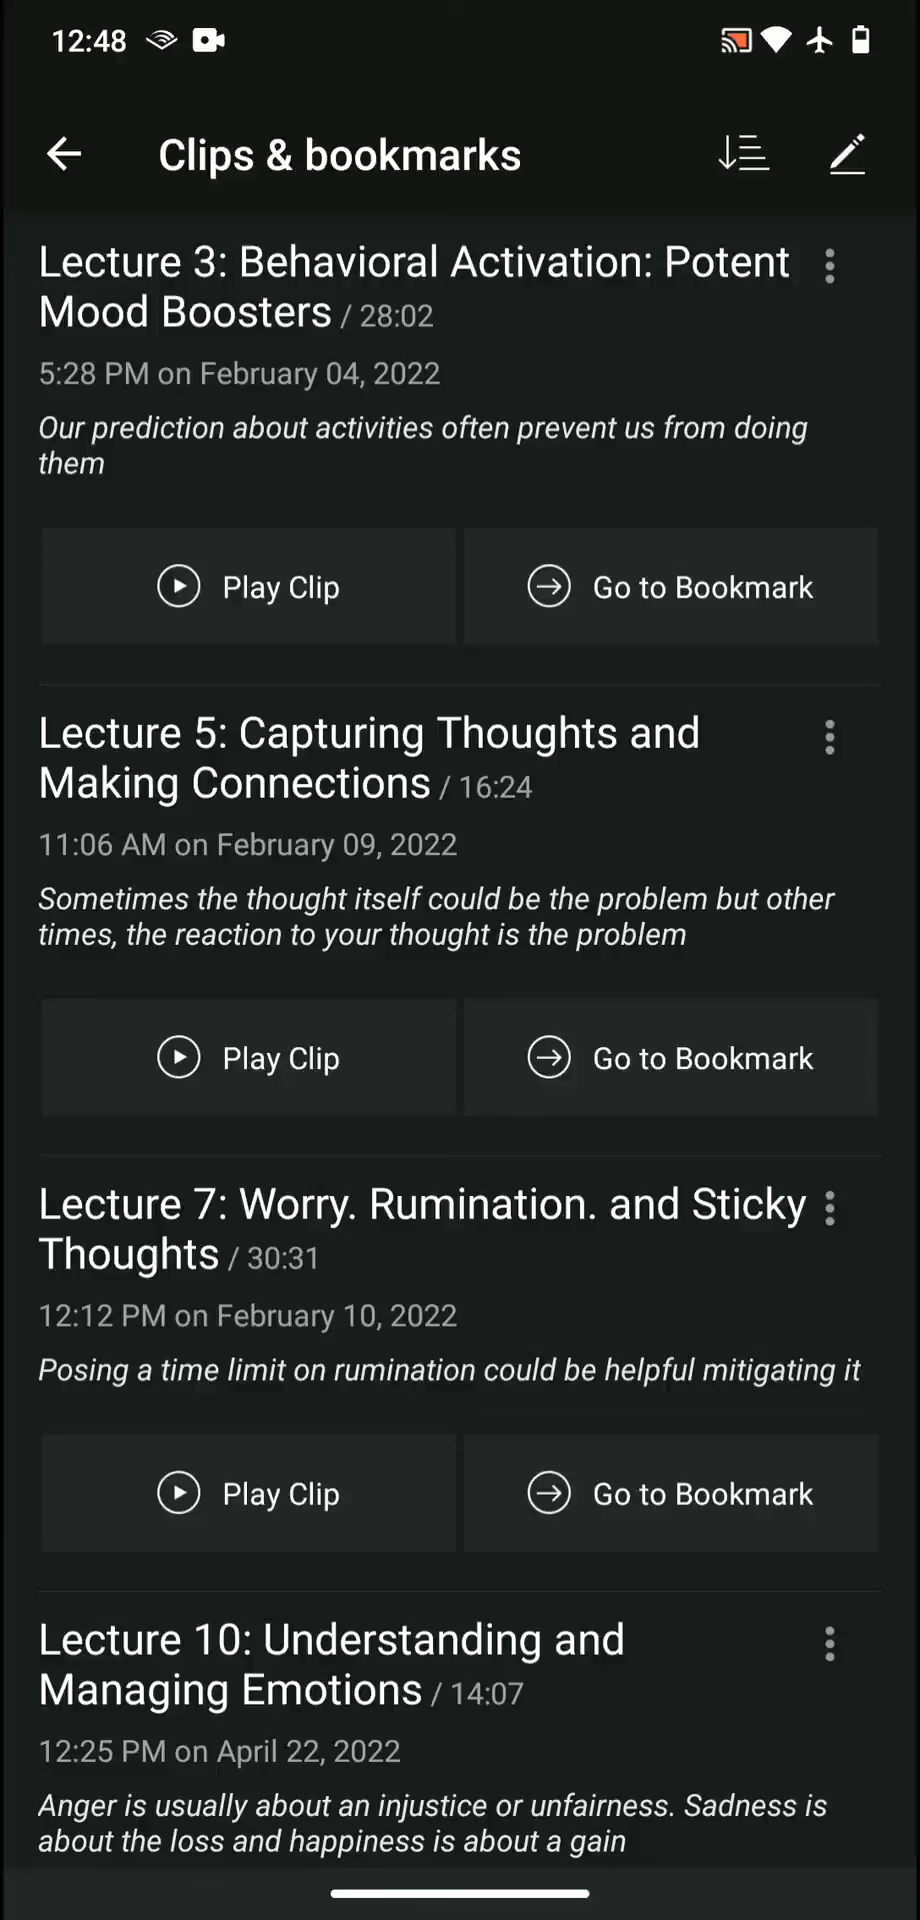 12:48
Clips & bookmarks
Lecture 3: Behavioral Activation: Potent
Mood Boosters / 28:02
5:28 PM on February 04, 2022
Our prediction about activities often prevent us from doing
them
Play Clip
Go to Bookmark
Lecture 5: Capturing Thoughts and
Making Connections / 16:24
11:06 AM on February 09, 2022
Sometimes the thought itself could be the problem but other
times, the reaction to your thought is the problem
Play Clip
Go to Bookmark
Lecture 7: Worry. Rumination. and Sticky
Thoughts / 30:31
12:12 PM on February 10, 2022
Posing a time limit on rumination could be helpful mitigating it
Play Clip
Go to Bookmark
Lecture 10: Understanding and
Managing Emotions / 14:07
12:25 PM on April 22, 2022
Anger is usually about an injustice or unfairness. Sadness is
about the loss and happiness is about a gain